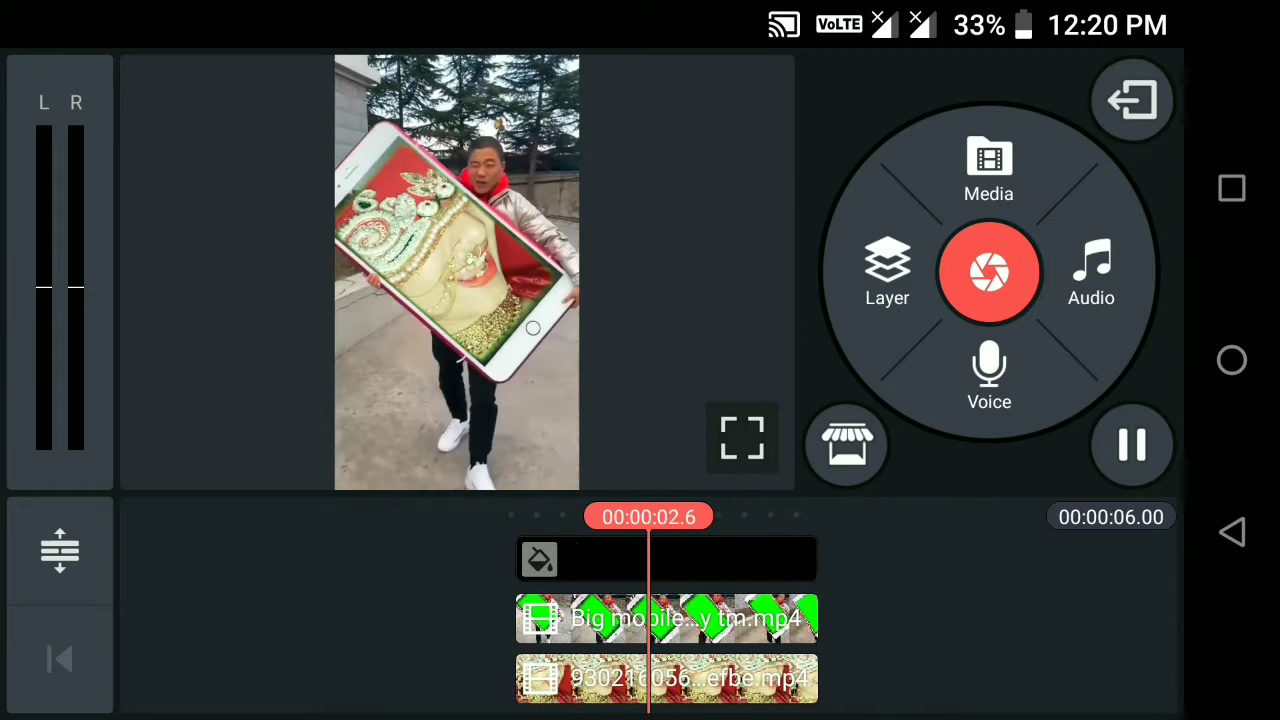 VoLTE 33% 12:20 PM
L R
Media
Layer
Audio
Voice
00:00:02.6
00:00:06.00
Big mobile...y tm.mp4
930216056...efbe.mp4